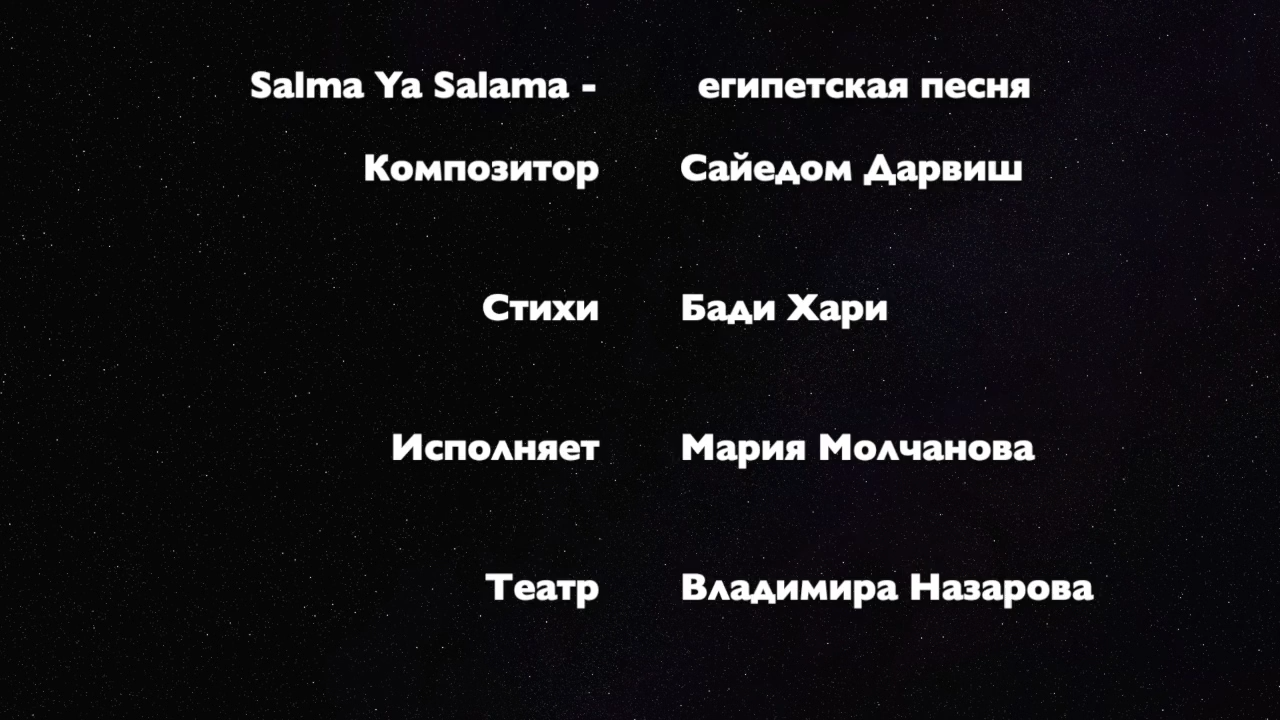 Salma Ya Salama - египетская песня
Композитор Сайедом Дарвиш
Стихи Бади Хари
Исполняет Мария Молчанова
Театр Владимира Назарова